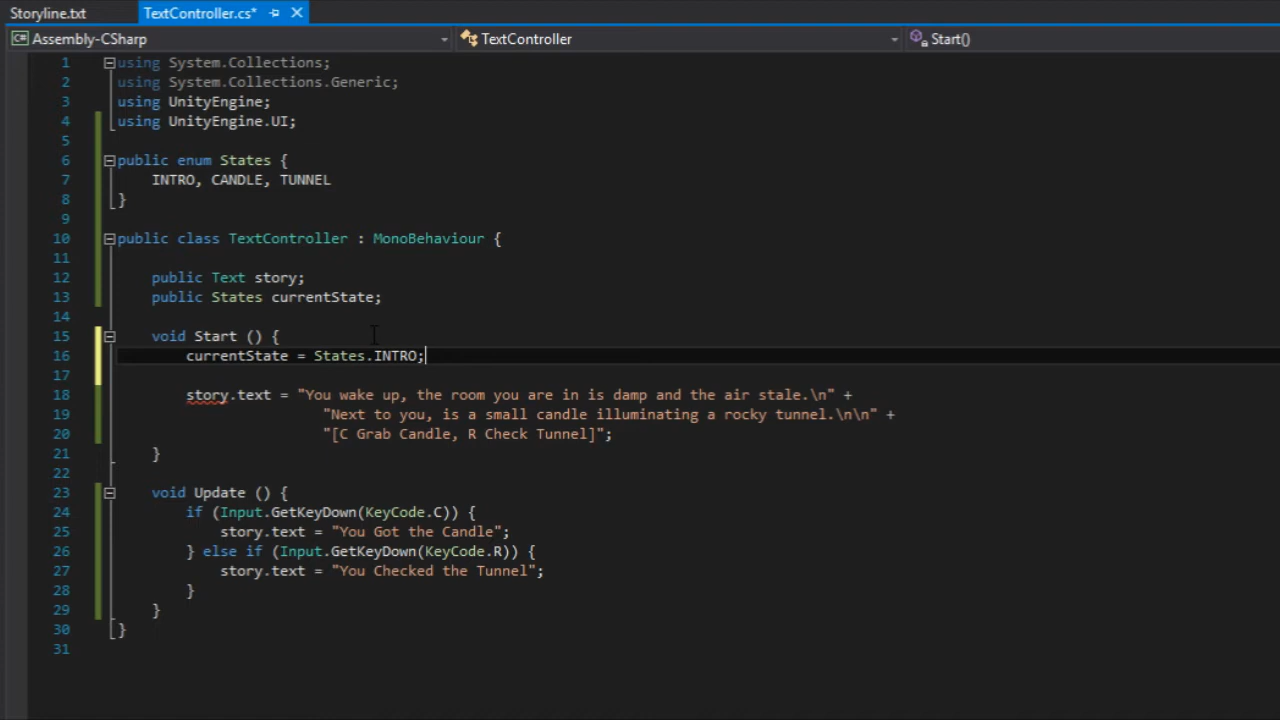 Storyline.txt TextController.cs*
Assembly-CSharp TextController Start()
1 using System.Collections;
2 using System.Collections.Generic;
3 using UnityEngine;
4 using UnityEngine.UI;
5
6 public enum States {
7 INTRO, CANDLE, TUNNEL
8 }
9
10 public class TextController : MonoBehaviour {
11
12 public Text story;
13 public States currentState;
14
15 void Start () {
16 currentState = States.INTRO;
17
18 story.text = "You wake up, the room you are in is damp and the air stale.\n" +
19 "Next to you, is a small candle illuminating a rocky tunnel.\n\n" +
20 "[C Grab Candle, R Check Tunnel]";
21 }
22
23 void Update () {
24 if (Input.GetKeyDown(KeyCode.C)) {
25 story.text = "You Got the Candle";
26 } else if (Input.GetKeyDown(KeyCode.R)) {
27 story.text = "You Checked the Tunnel";
28 }
29 }
30 }
31